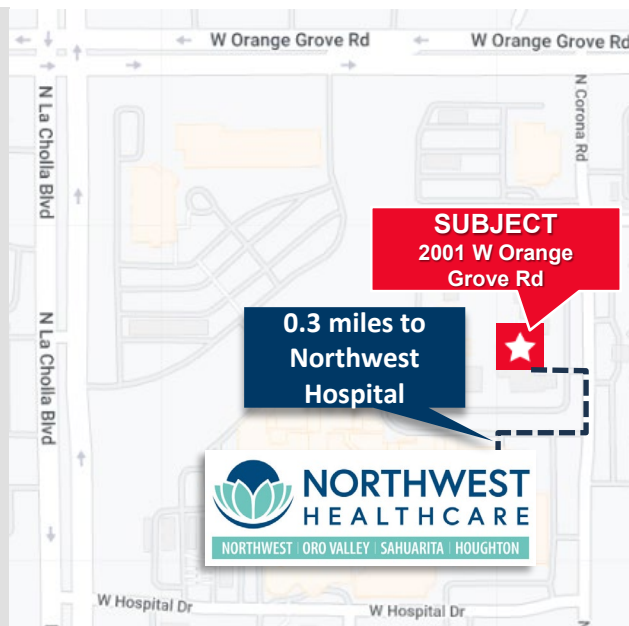 W Orange Grove Rd
W Orange Grove Rd
N La Cholla Blvd
N Corona Rd
SUBJECT
2001 W Orange
Grove Rd
N La Cholla Blvd
0.3 miles to
Northwest
Hospital
NORTHWEST
HEALTHCARE
NORTHWEST | ORO VALLEY | SAHUARITA | HOUGHTON
W Hospital Dr
W Hospital Dr